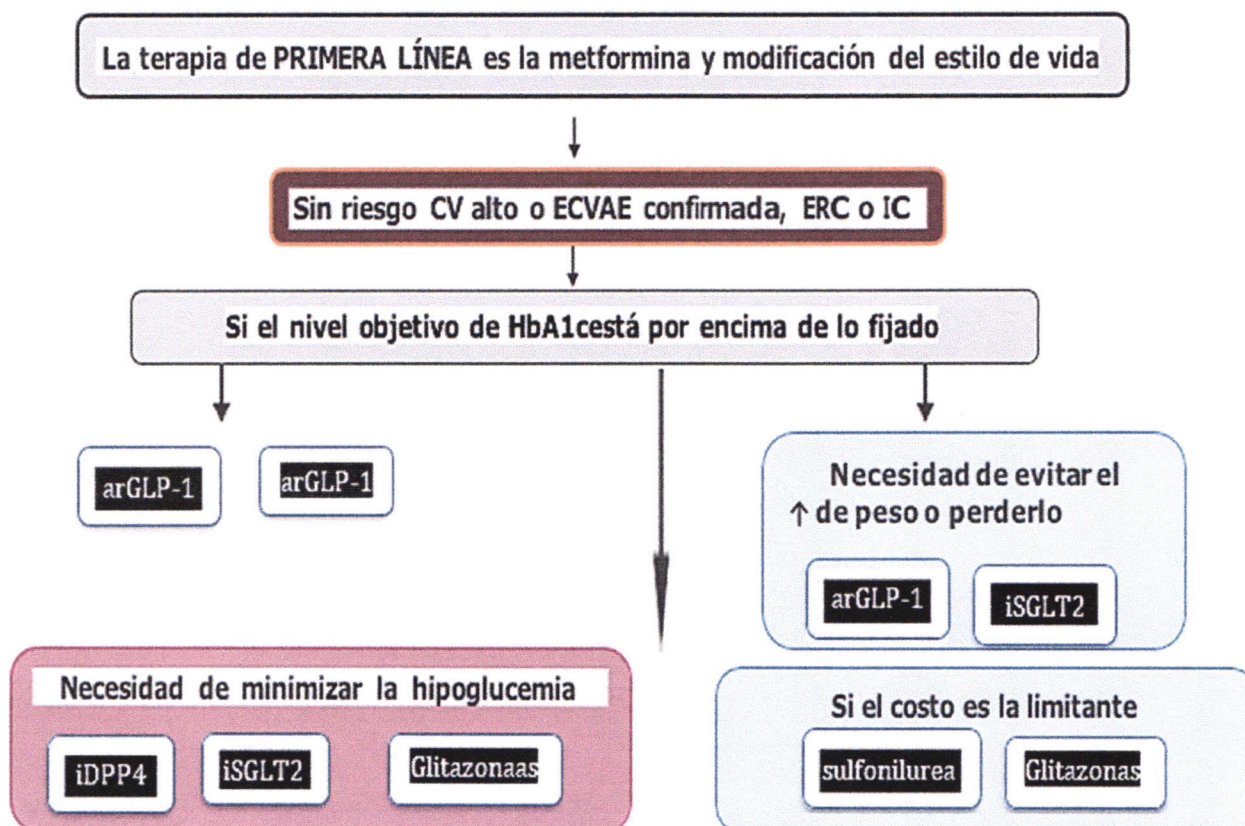 La terapia de PRIMERA LÍNEA es la metformina y modificación del estilo de vida
Sin riesgo CV alto o ECVAE confirmada, ERC o IC
Si el nivel objetivo de HbA1cestá por encima de lo fijado
arGLP-1
arGLP-1
Necesidad de evitar el
↑ de peso o perderlo
arGLP-1
iSGLT2
Necesidad de minimizar la hipoglucemia
iDPP4
iSGLT2
Glitazonaas
Si el costo es la limitante
sulfonilurea
Glitazonas